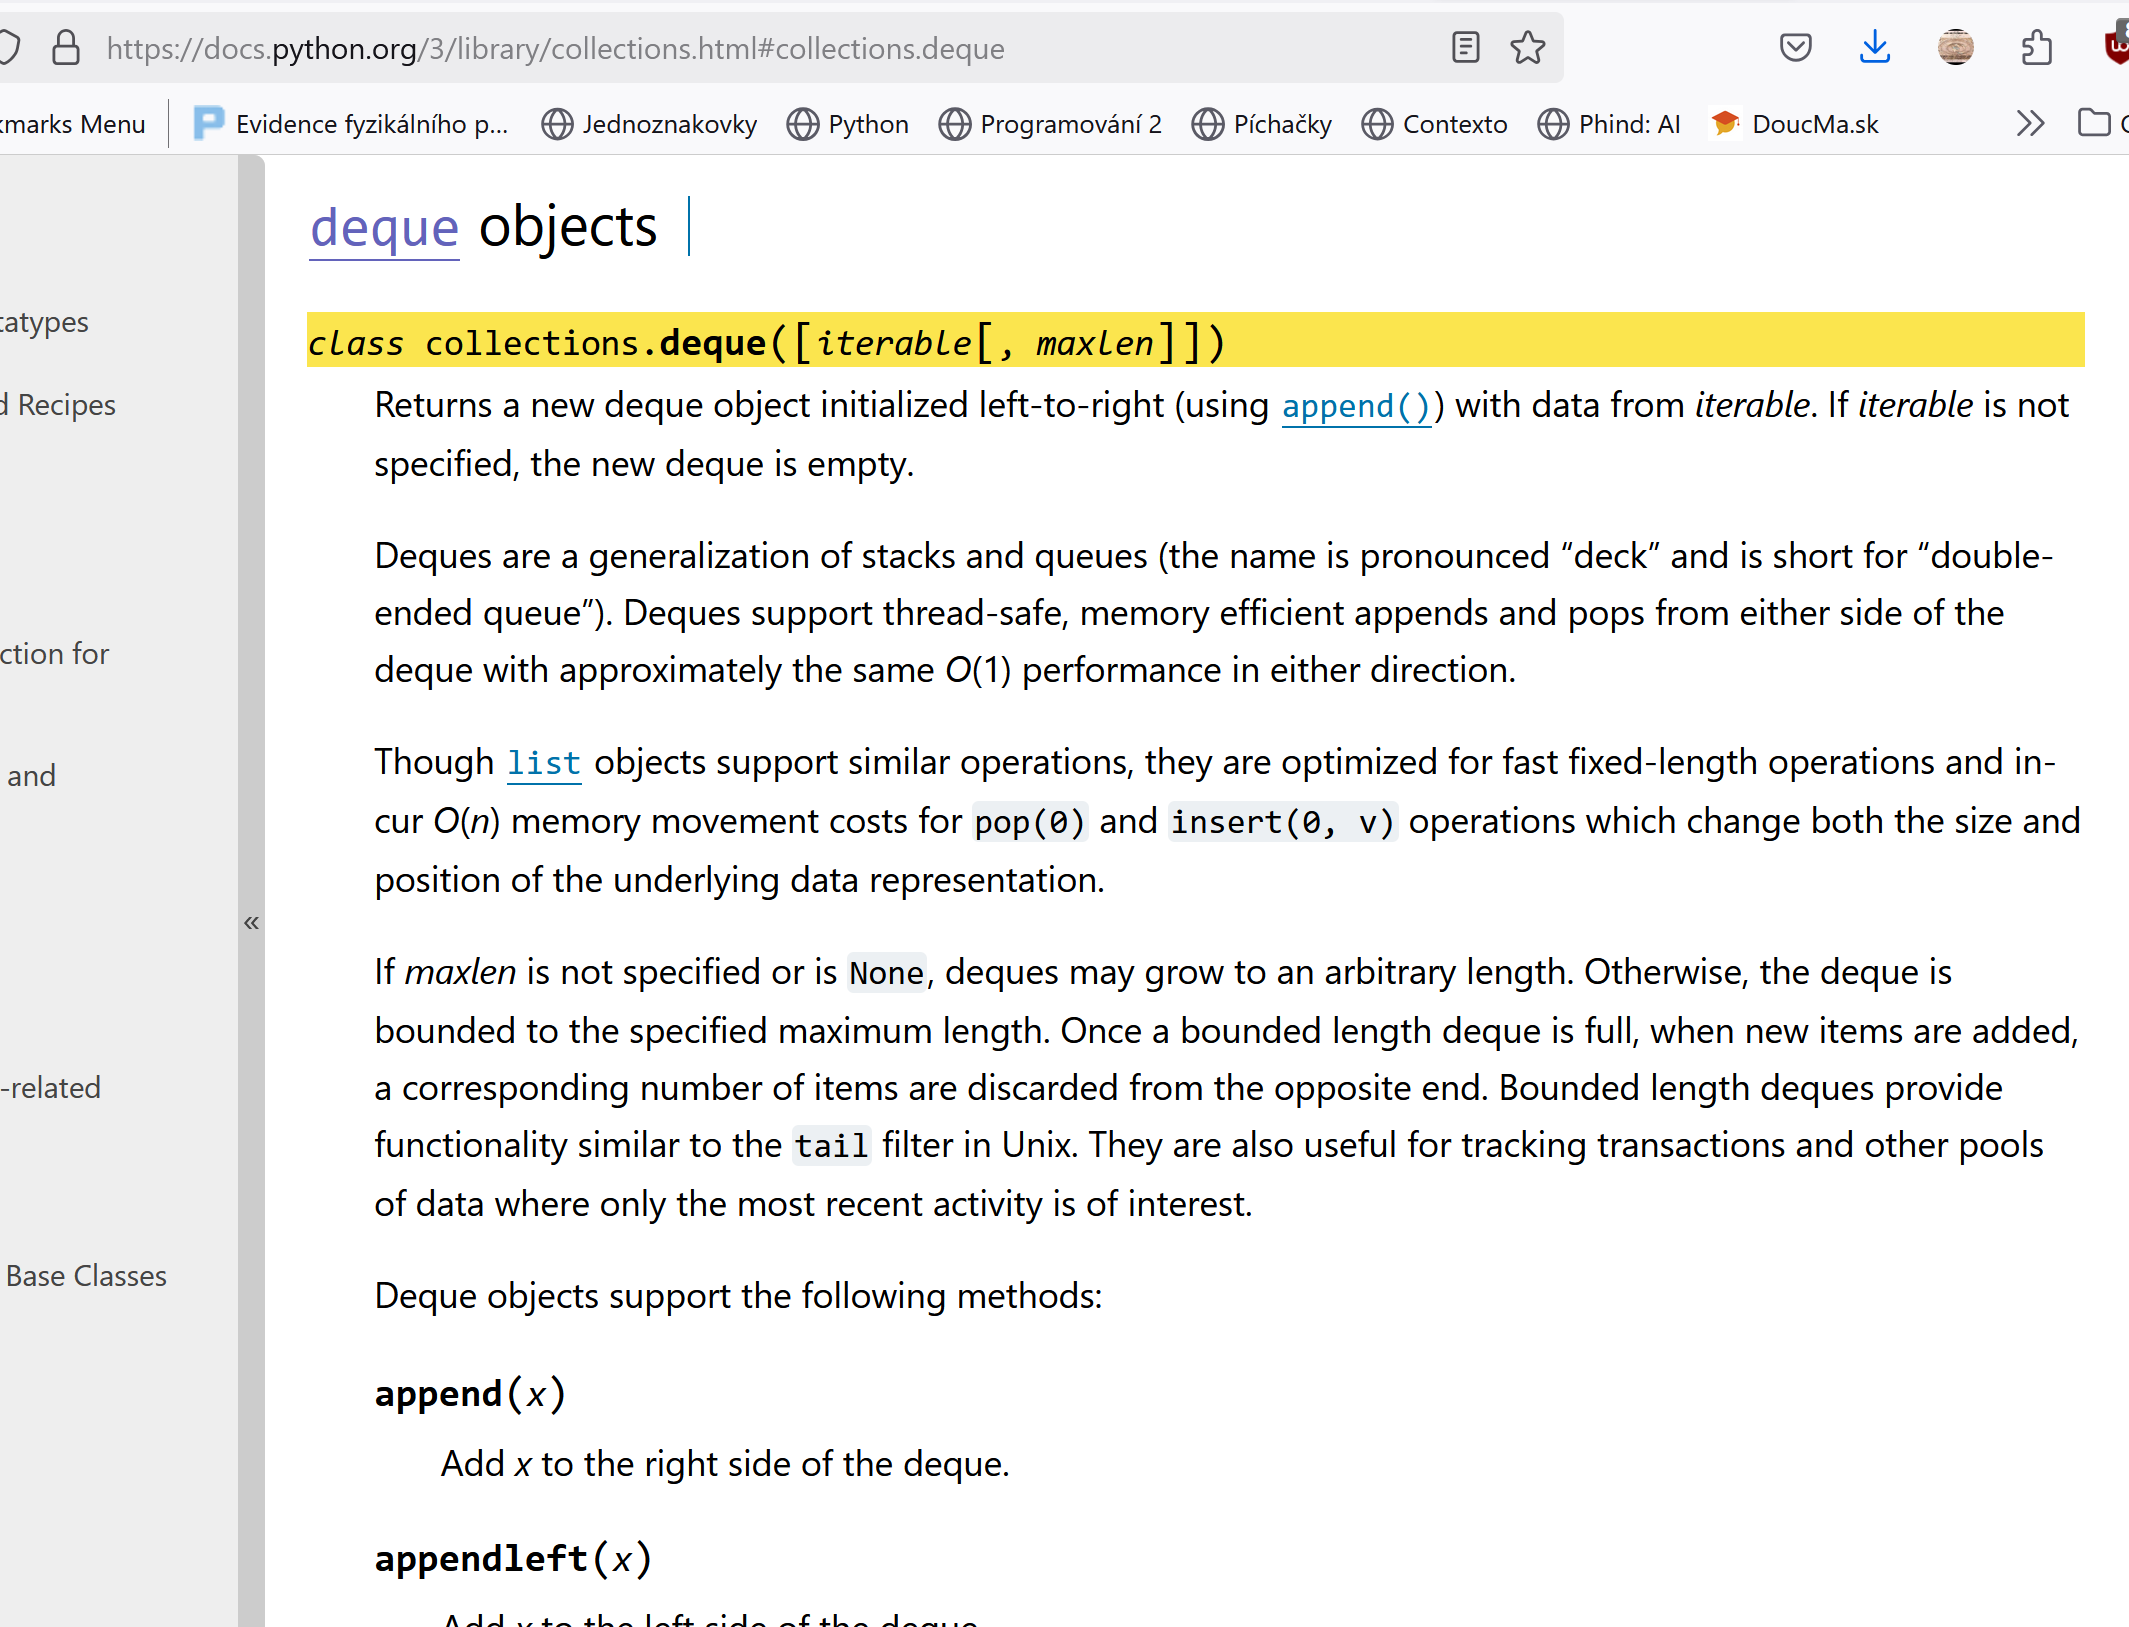 https://docs.python.org/3/library/collections.html#collections.deque
kmarks Menu Evidence fyzikálního p... Jednoznakovky Python Programování 2 Píchačky Contexto Phind: AI DoucMa.sk
deque objects
tatypes
class collections.deque([iterable[, maxlen]])
d Recipes
Returns a new deque object initialized left-to-right (using append()) with data from iterable. If iterable is not
specified, the new deque is empty.
Deques are a generalization of stacks and queues (the name is pronounced “deck” and is short for “double-
ended queue”). Deques support thread-safe, memory efficient appends and pops from either side of the
ction for
deque with approximately the same O(1) performance in either direction.
and
Though list objects support similar operations, they are optimized for fast fixed-length operations and in-
cur O(n) memory movement costs for pop(0) and insert(0, v) operations which change both the size and
position of the underlying data representation.
«
If maxlen is not specified or is None, deques may grow to an arbitrary length. Otherwise, the deque is
bounded to the specified maximum length. Once a bounded length deque is full, when new items are added,
-related
a corresponding number of items are discarded from the opposite end. Bounded length deques provide
functionality similar to the tail filter in Unix. They are also useful for tracking transactions and other pools
of data where only the most recent activity is of interest.
Base Classes
Deque objects support the following methods:
append(x)
Add x to the right side of the deque.
appendleft(x)
Add x to the left side of the deque.